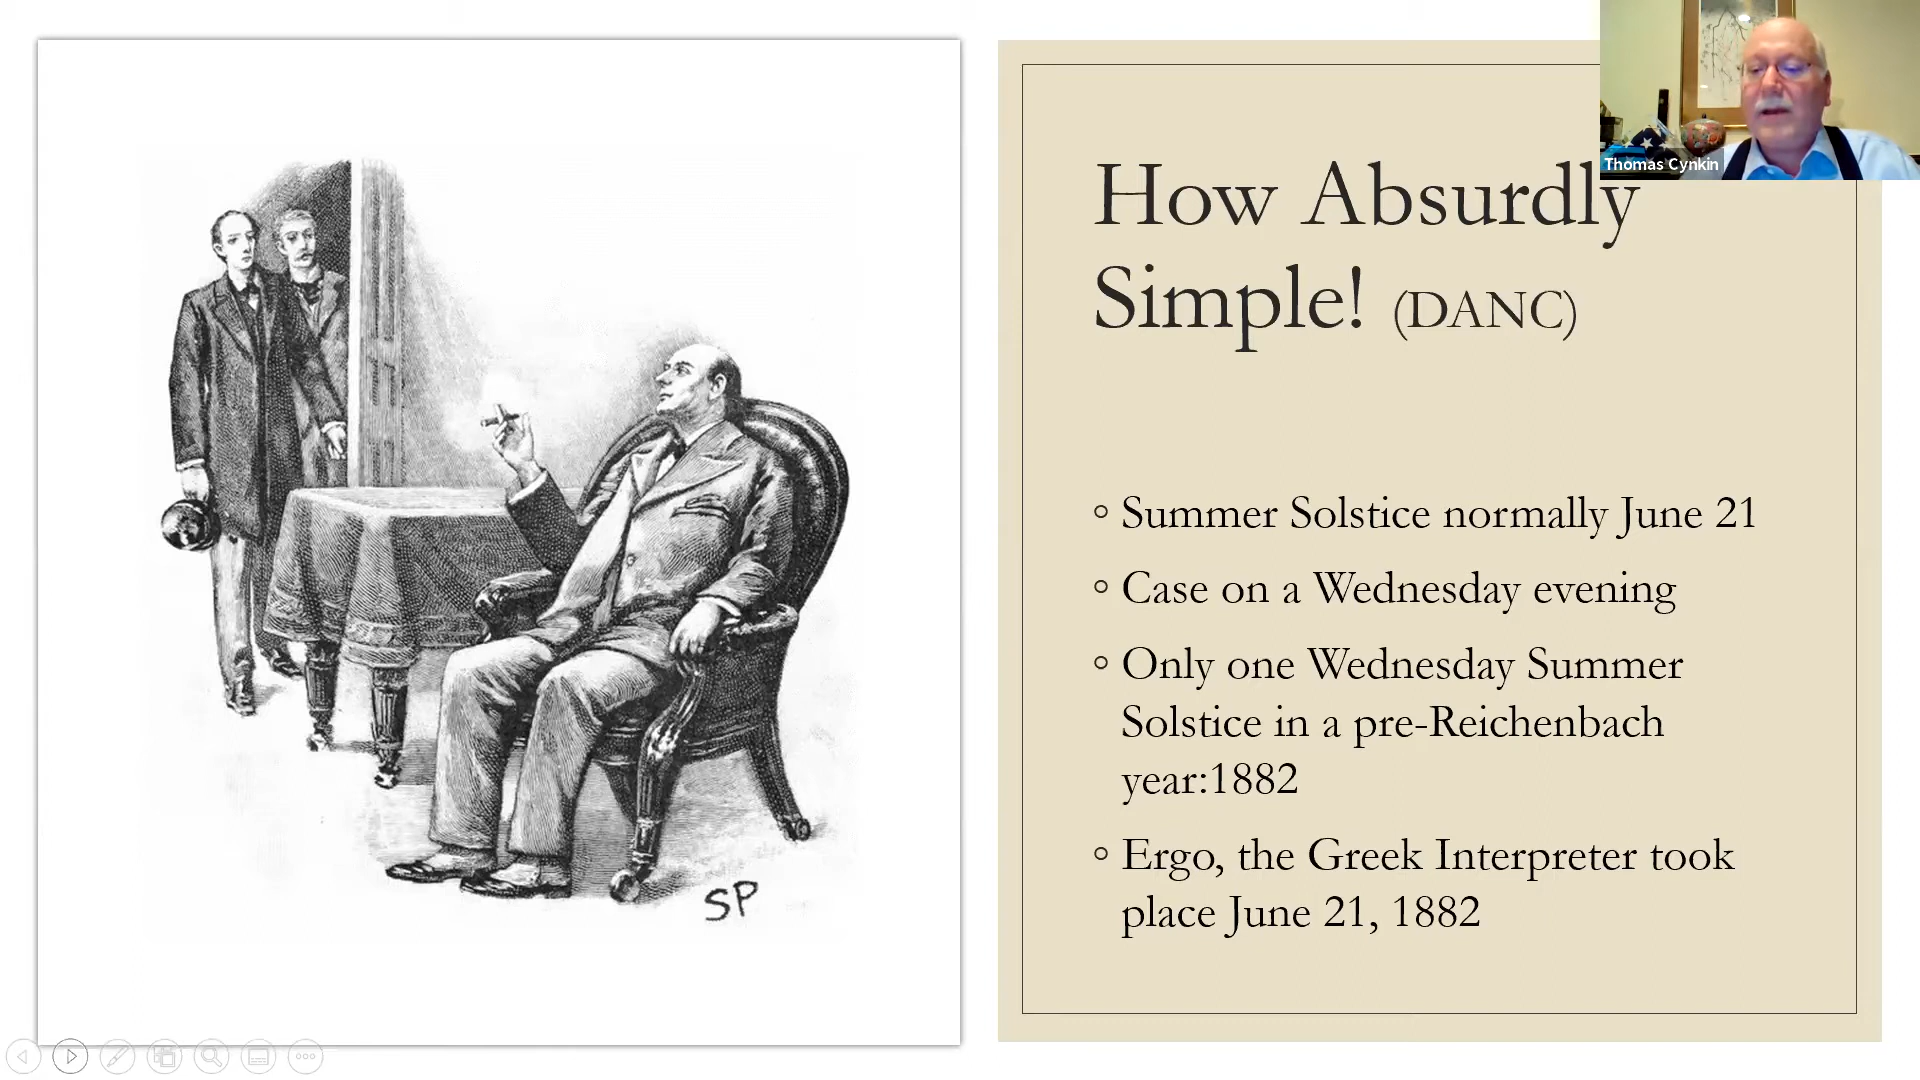 How Absurdly
Simple! (DANC)
Summer Solstice normally June 21
Case on a Wednesday evening
Only one Wednesday Summer
Solstice in a pre-Reichenbach
year:1882
Ergo, the Greek Interpreter took
place June 21, 1882
Thomas Cynkin
SP